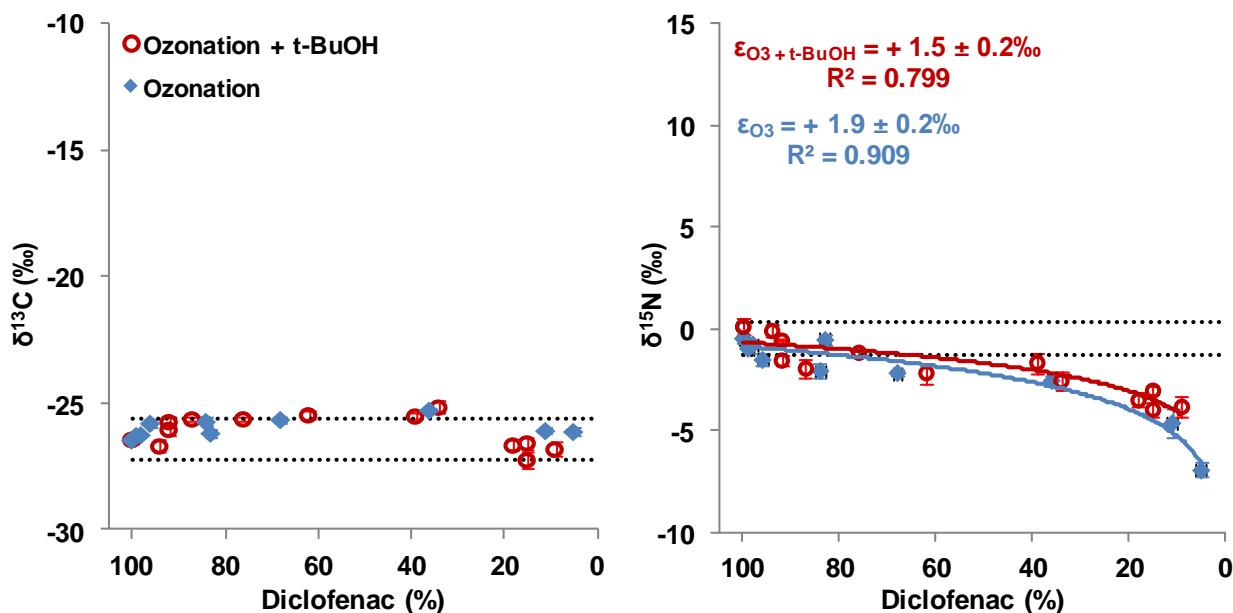 -10
-15
-20
-25
-30
δ¹³C (‰)
Ozonation + t-BuOH
Ozonation
100
80
60
40
20
0
Diclofenac (%)
15
10
5
0
-5
-10
δ¹⁵N (‰)
εO3 + t-BuOH = + 1.5 ± 0.2‰
R² = 0.799
εO3 = + 1.9 ± 0.2‰
R² = 0.909
100
80
60
40
20
0
Diclofenac (%)